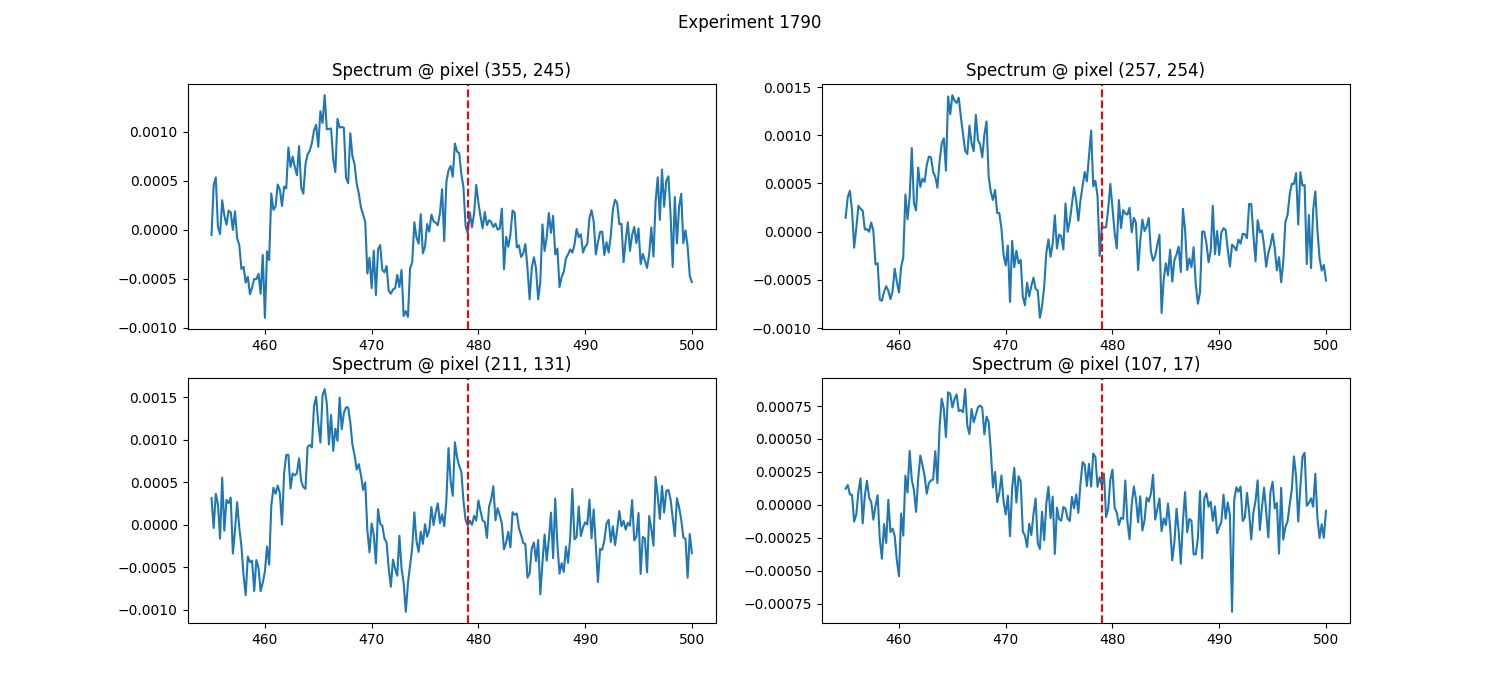 Experiment 1790
Spectrum @ pixel (355, 245)
0.0010
0.0005
0.0000
−0.0005
−0.0010
460 470 480 490 500
Spectrum @ pixel (257, 254)
0.0015
0.0010
0.0005
0.0000
−0.0005
−0.0010
460 470 480 490 500
Spectrum @ pixel (211, 131)
0.0015
0.0010
0.0005
0.0000
−0.0005
−0.0010
460 470 480 490 500
Spectrum @ pixel (107, 17)
0.00075
0.00050
0.00025
0.00000
−0.00025
−0.00050
−0.00075
460 470 480 490 500